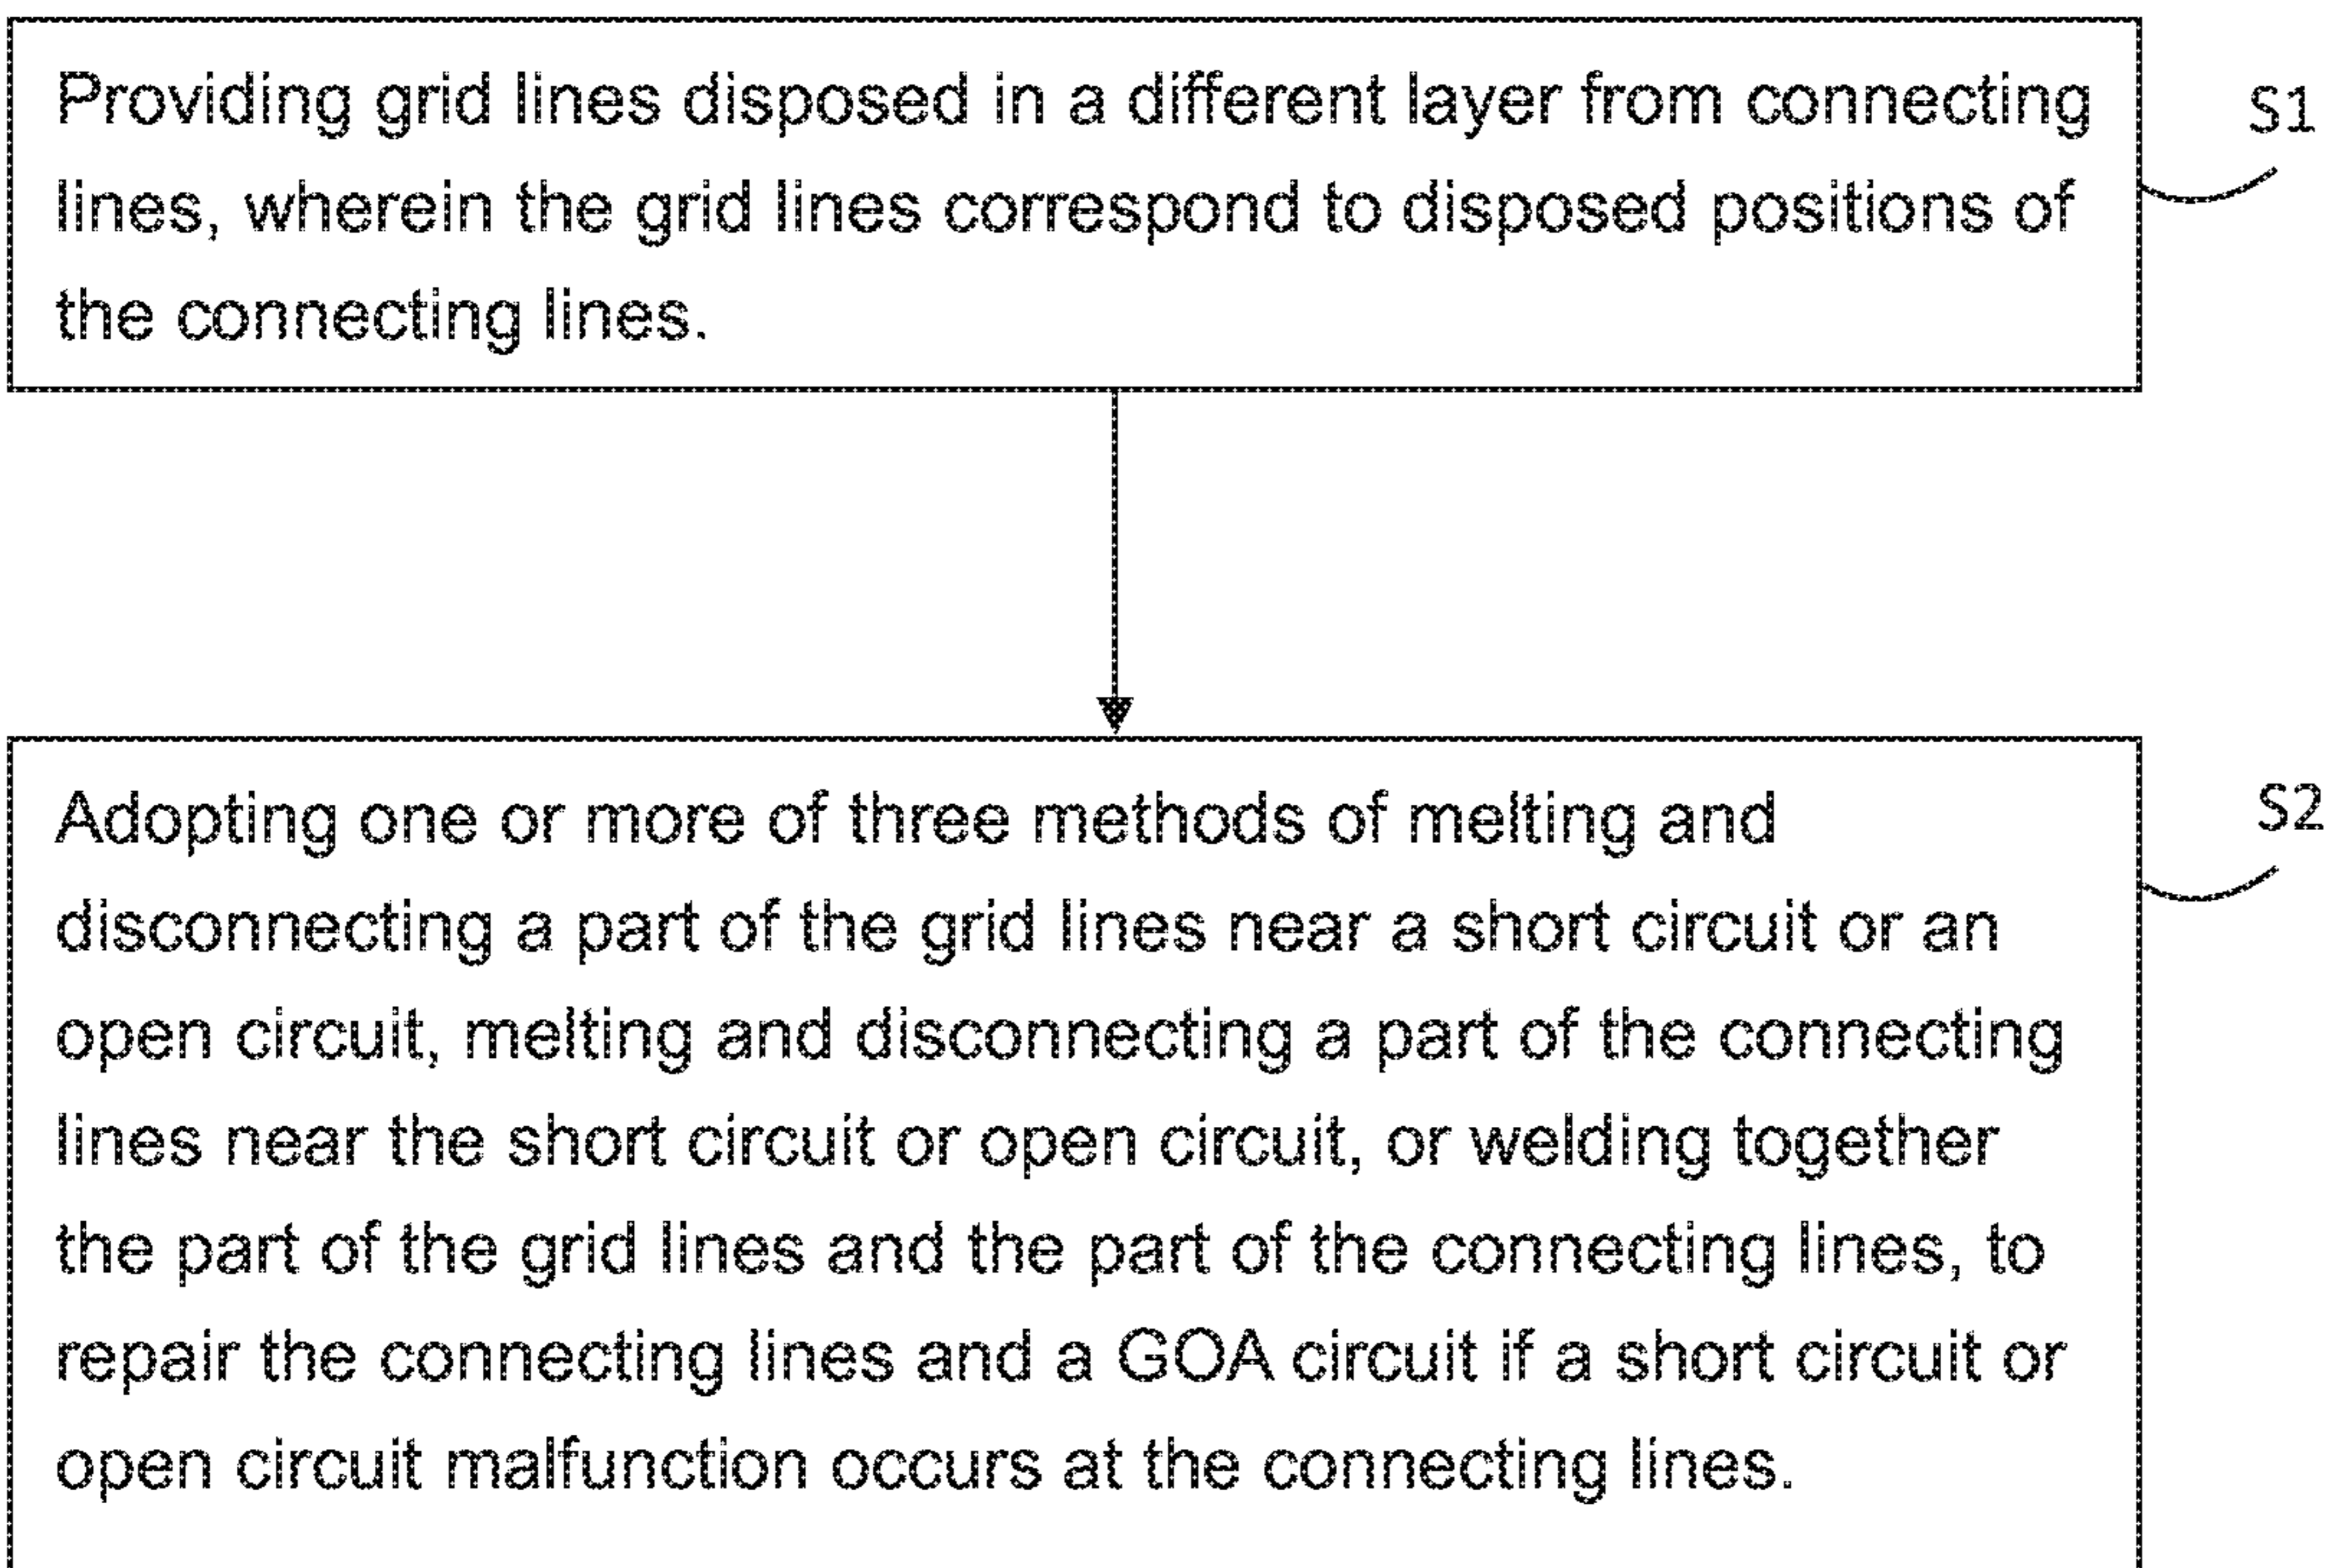 Providing grid lines disposed in a different layer from connecting
lines, wherein the grid lines correspond to disposed positions of
the connecting lines.
S1
Adopting one or more of three methods of melting and
disconnecting a part of the grid lines near a short circuit or an
open circuit, melting and disconnecting a part of the connecting
lines near the short circuit or open circuit, or welding together
the part of the grid lines and the part of the connecting lines, to
repair the connecting lines and a GOA circuit if a short circuit or
open circuit malfunction occurs at the connecting lines.
S2